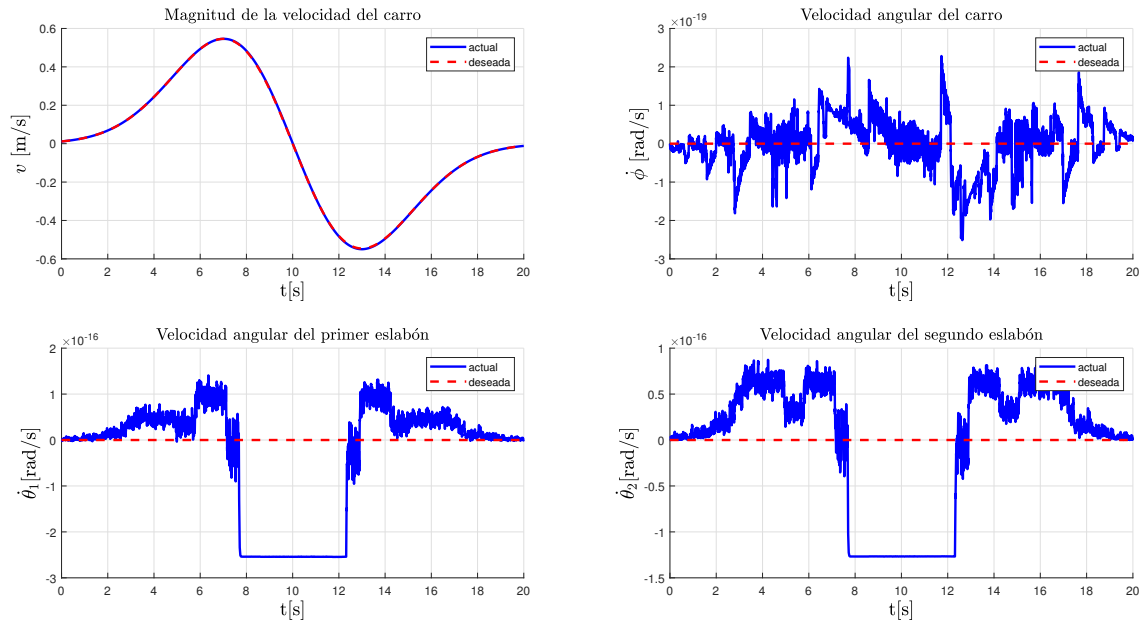 Magnitud de la velocidad del carro
0.6
0.4
0.2
0
-0.2
-0.4
-0.6
v [m/s]
0 2 4 6 8 10 12 14 16 18 20
t[s]
actual
deseada
Velocidad angular del carro
×10-19
3
2
1
0
-1
-2
-3
ϕ̇ [rad/s]
0 2 4 6 8 10 12 14 16 18 20
t[s]
actual
deseada
Velocidad angular del primer eslabón
×10-16
2
1
0
-1
-2
-3
θ̇1[rad/s]
0 2 4 6 8 10 12 14 16 18 20
t[s]
actual
deseada
Velocidad angular del segundo eslabón
×10-16
1
0.5
0
-0.5
-1
-1.5
θ̇2[rad/s]
0 2 4 6 8 10 12 14 16 18 20
t[s]
actual
deseada